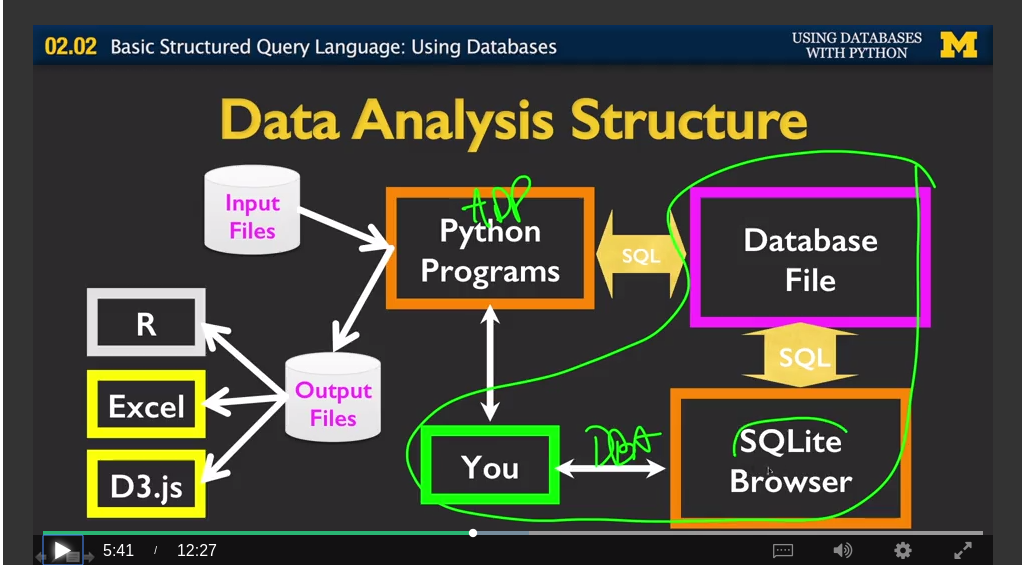 02.02 Basic Structured Query Language: Using Databases
USING DATABASES
WITH PYTHON
M
Data Analysis Structure
Input
Files
ADP
Python
Programs
SQL
Database
File
R
Excel
D3.js
Output
Files
SQL
You
DBA
SQLite
Browser
5:41 / 12:27